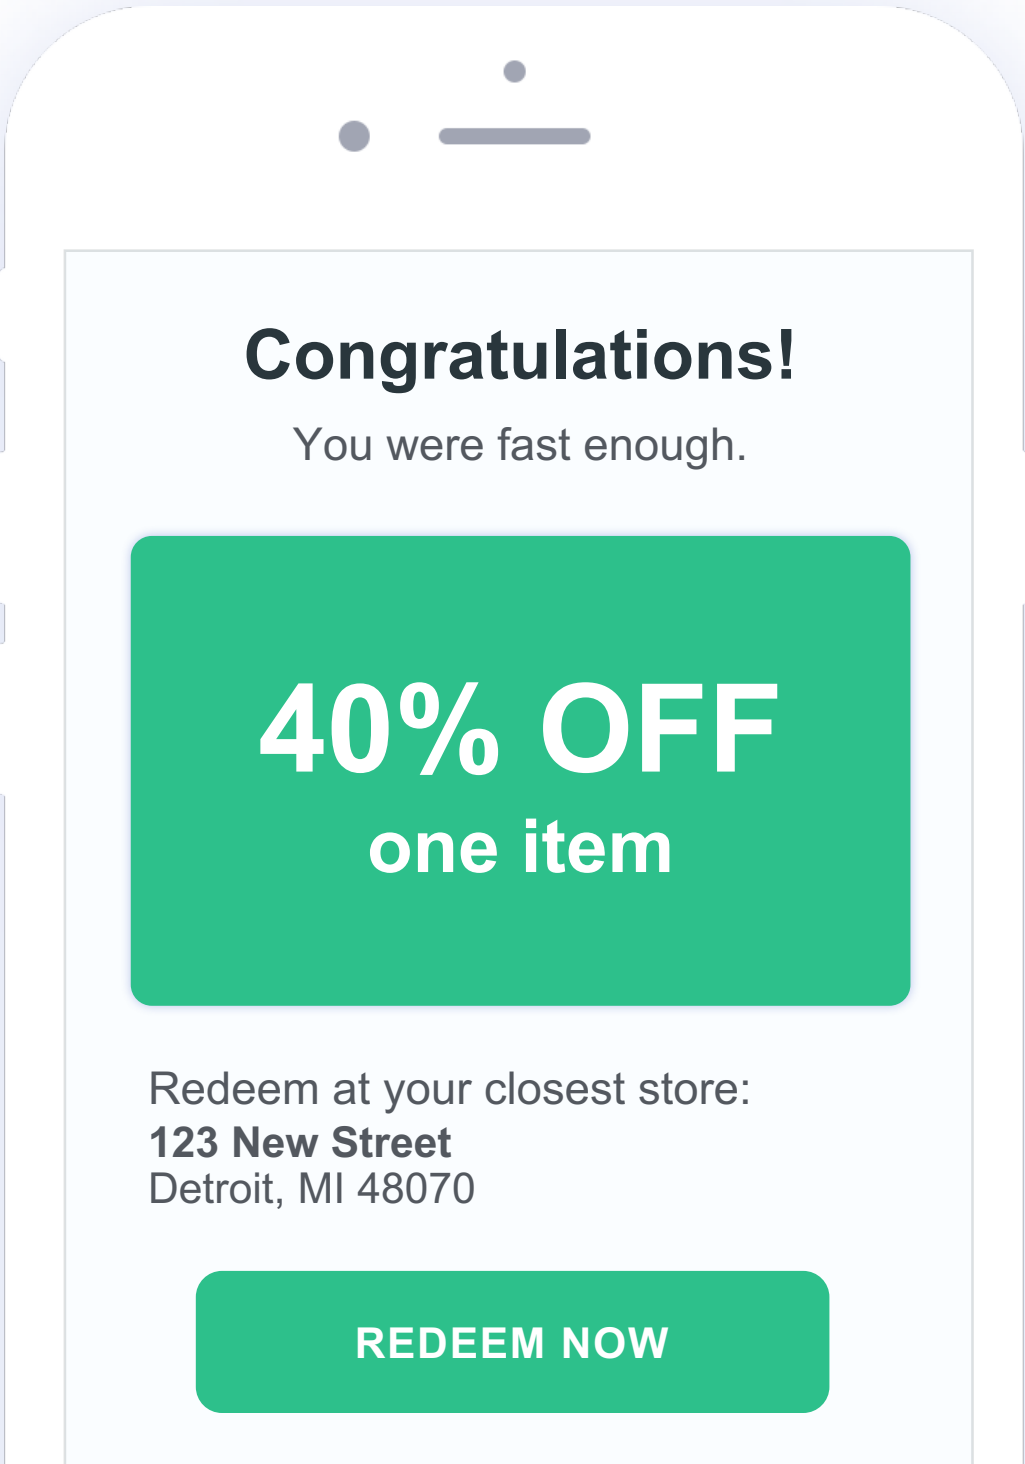 Congratulations!
You were fast enough.
40% OFF
one item
Redeem at your closest store:
123 New Street
Detroit, MI 48070
REDEEM NOW